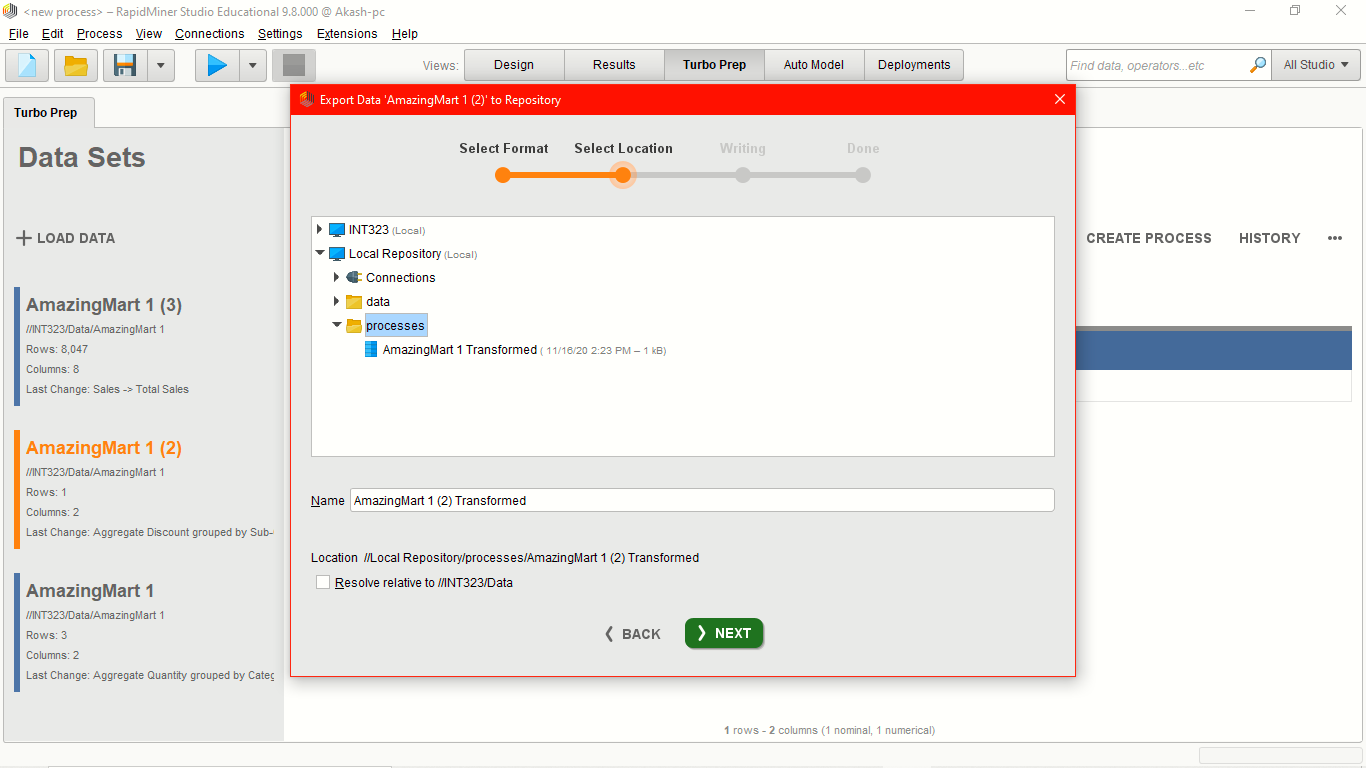 <new process> – RapidMiner Studio Educational 9.8.000 @ Akash-pc
File Edit Process View Connections Settings Extensions Help
Views: Design Results Turbo Prep Auto Model Deployments
Find data, operators...etc
All Studio
Turbo Prep
Data Sets
LOAD DATA
AmazingMart 1 (3)
//INT323/Data/AmazingMart 1
Rows: 8,047
Columns: 8
Last Change: Sales -> Total Sales
AmazingMart 1 (2)
//INT323/Data/AmazingMart 1
Rows: 1
Columns: 2
Last Change: Aggregate Discount grouped by Sub-
AmazingMart 1
//INT323/Data/AmazingMart 1
Rows: 3
Columns: 2
Last Change: Aggregate Quantity grouped by Categ
Export Data 'AmazingMart 1 (2)' to Repository
Select Format Select Location Writing Done
INT323 (Local)
Local Repository (Local)
Connections
data
processes
AmazingMart 1 Transformed ( 11/16/20 2:23 PM – 1 kB)
Name AmazingMart 1 (2) Transformed
Location //Local Repository/processes/AmazingMart 1 (2) Transformed
Resolve relative to //INT323/Data
BACK NEXT
CREATE PROCESS HISTORY •••
1 rows - 2 columns (1 nominal, 1 numerical)